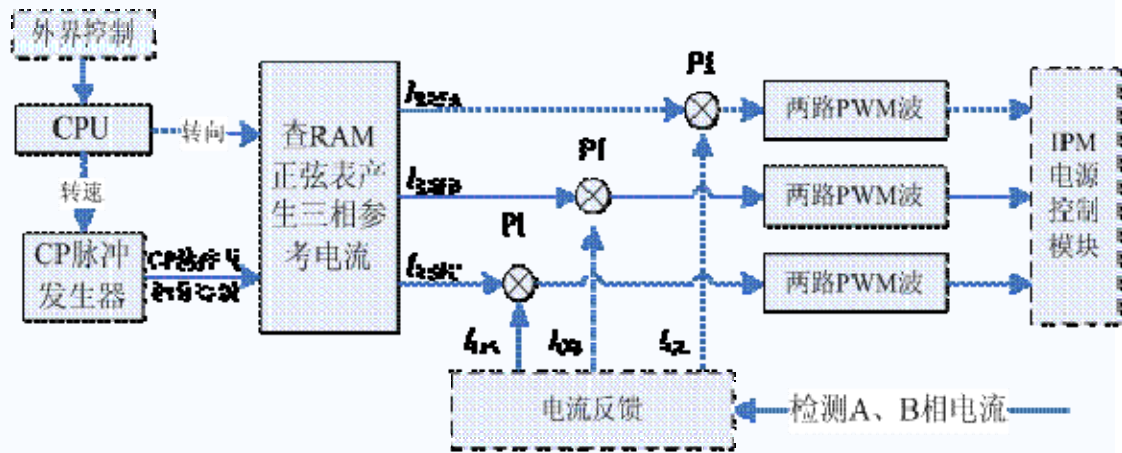 外界控制
PI
CPU
转向
查RAM
正弦表产
生三相参
考电流
两路PWM波
IPM
电源
控制
模块
PI
转速
两路PWM波
PI
CP脉冲
发生器
两路PWM波
电流反馈
检测A、B相电流